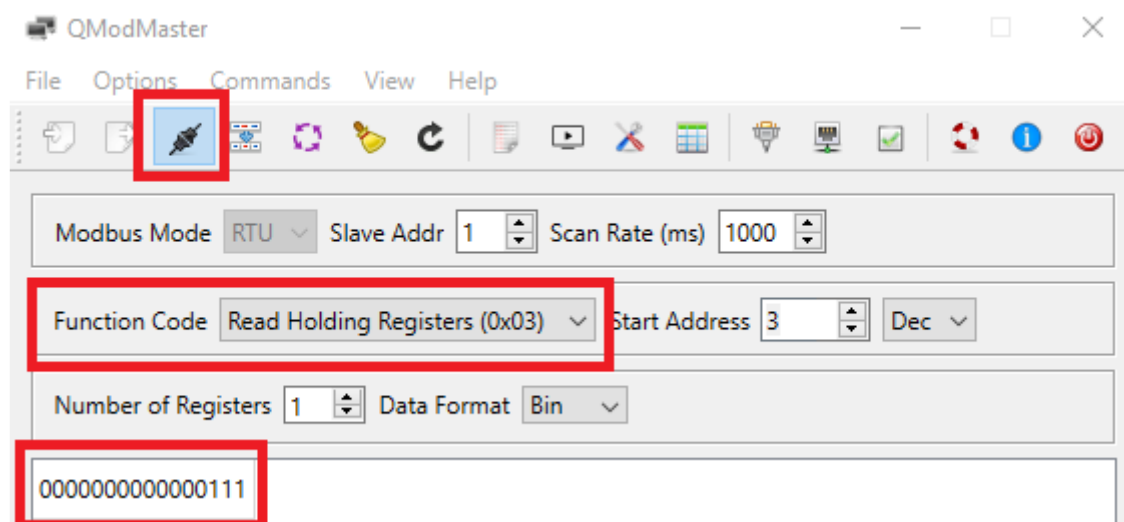 QModMaster
File Options Commands View Help
Modbus Mode RTU Slave Addr 1 Scan Rate (ms) 1000
Function Code Read Holding Registers (0x03) Start Address 3 Dec
Number of Registers 1 Data Format Bin
0000000000000111